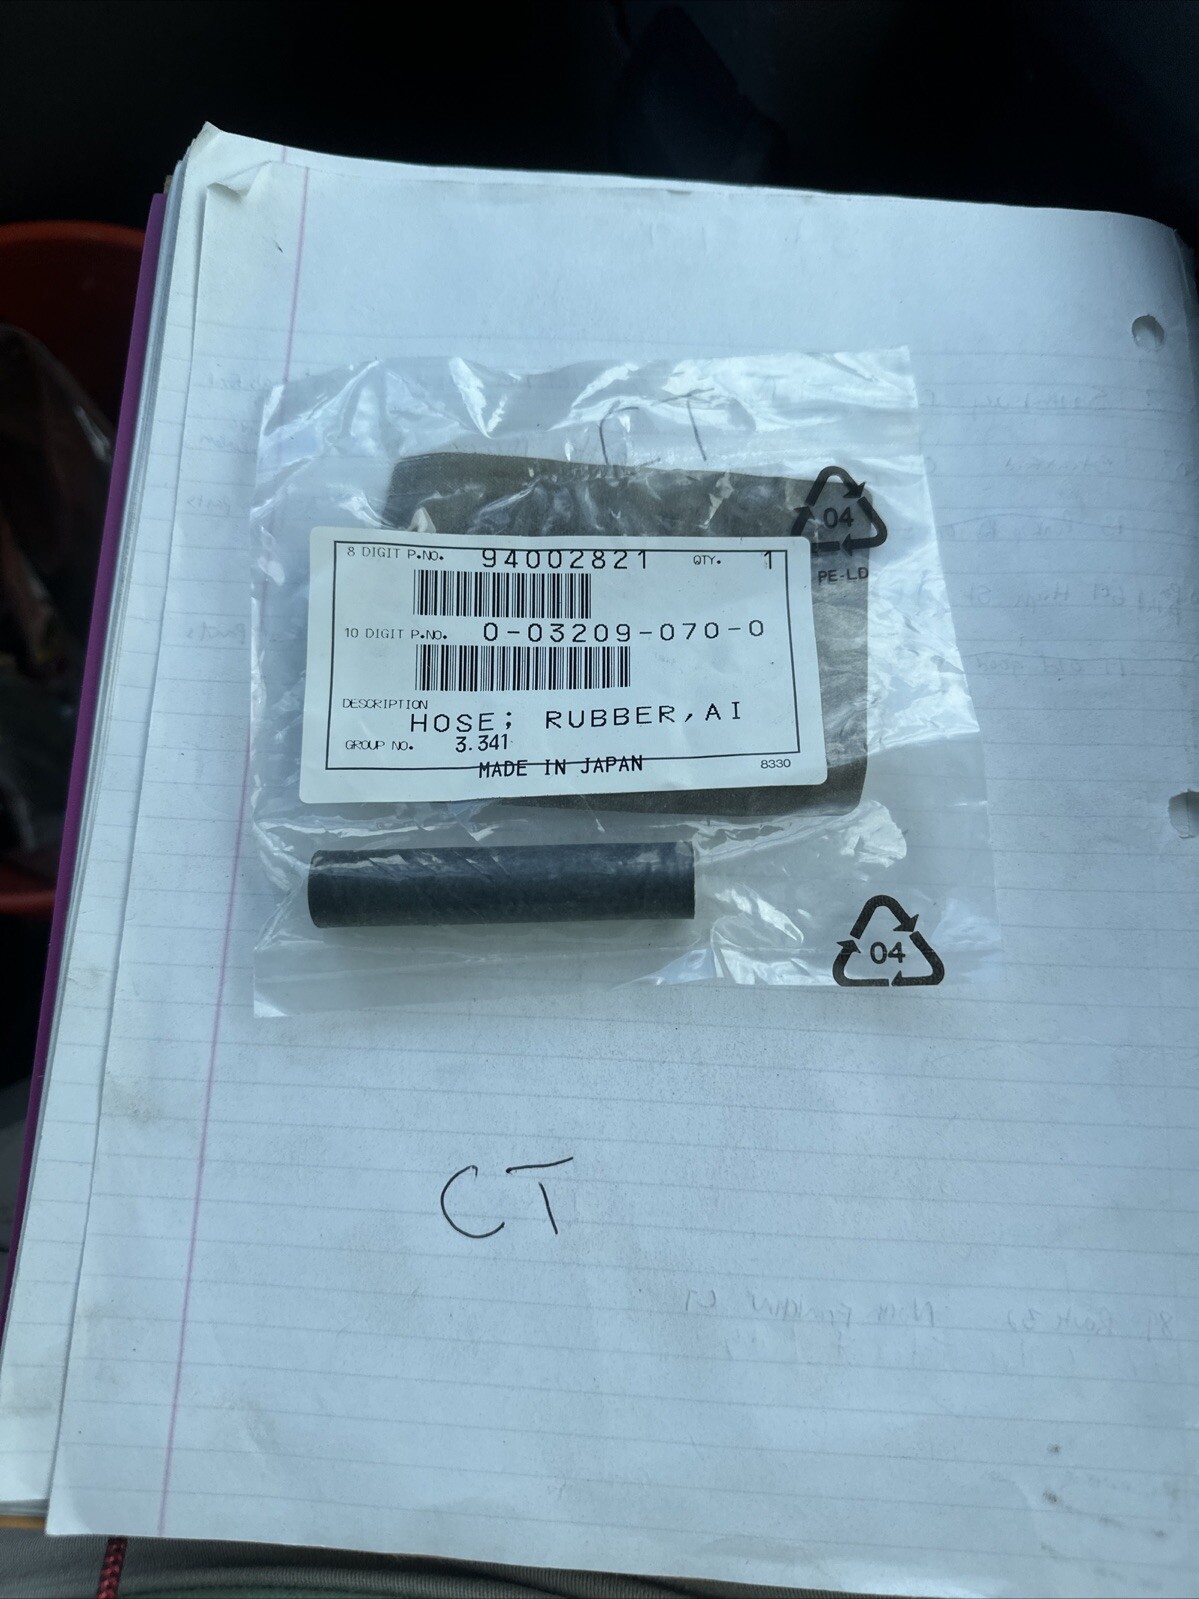 CT
04
PE-LD
8 DIGIT P.NO. 94002821 QTY. 1
10 DIGIT P.NO. 0-03209-070-0
DESCRIPTION
HOSE; RUBBER, AI
GROUP NO. 3.341
MADE IN JAPAN 8330
04
CT